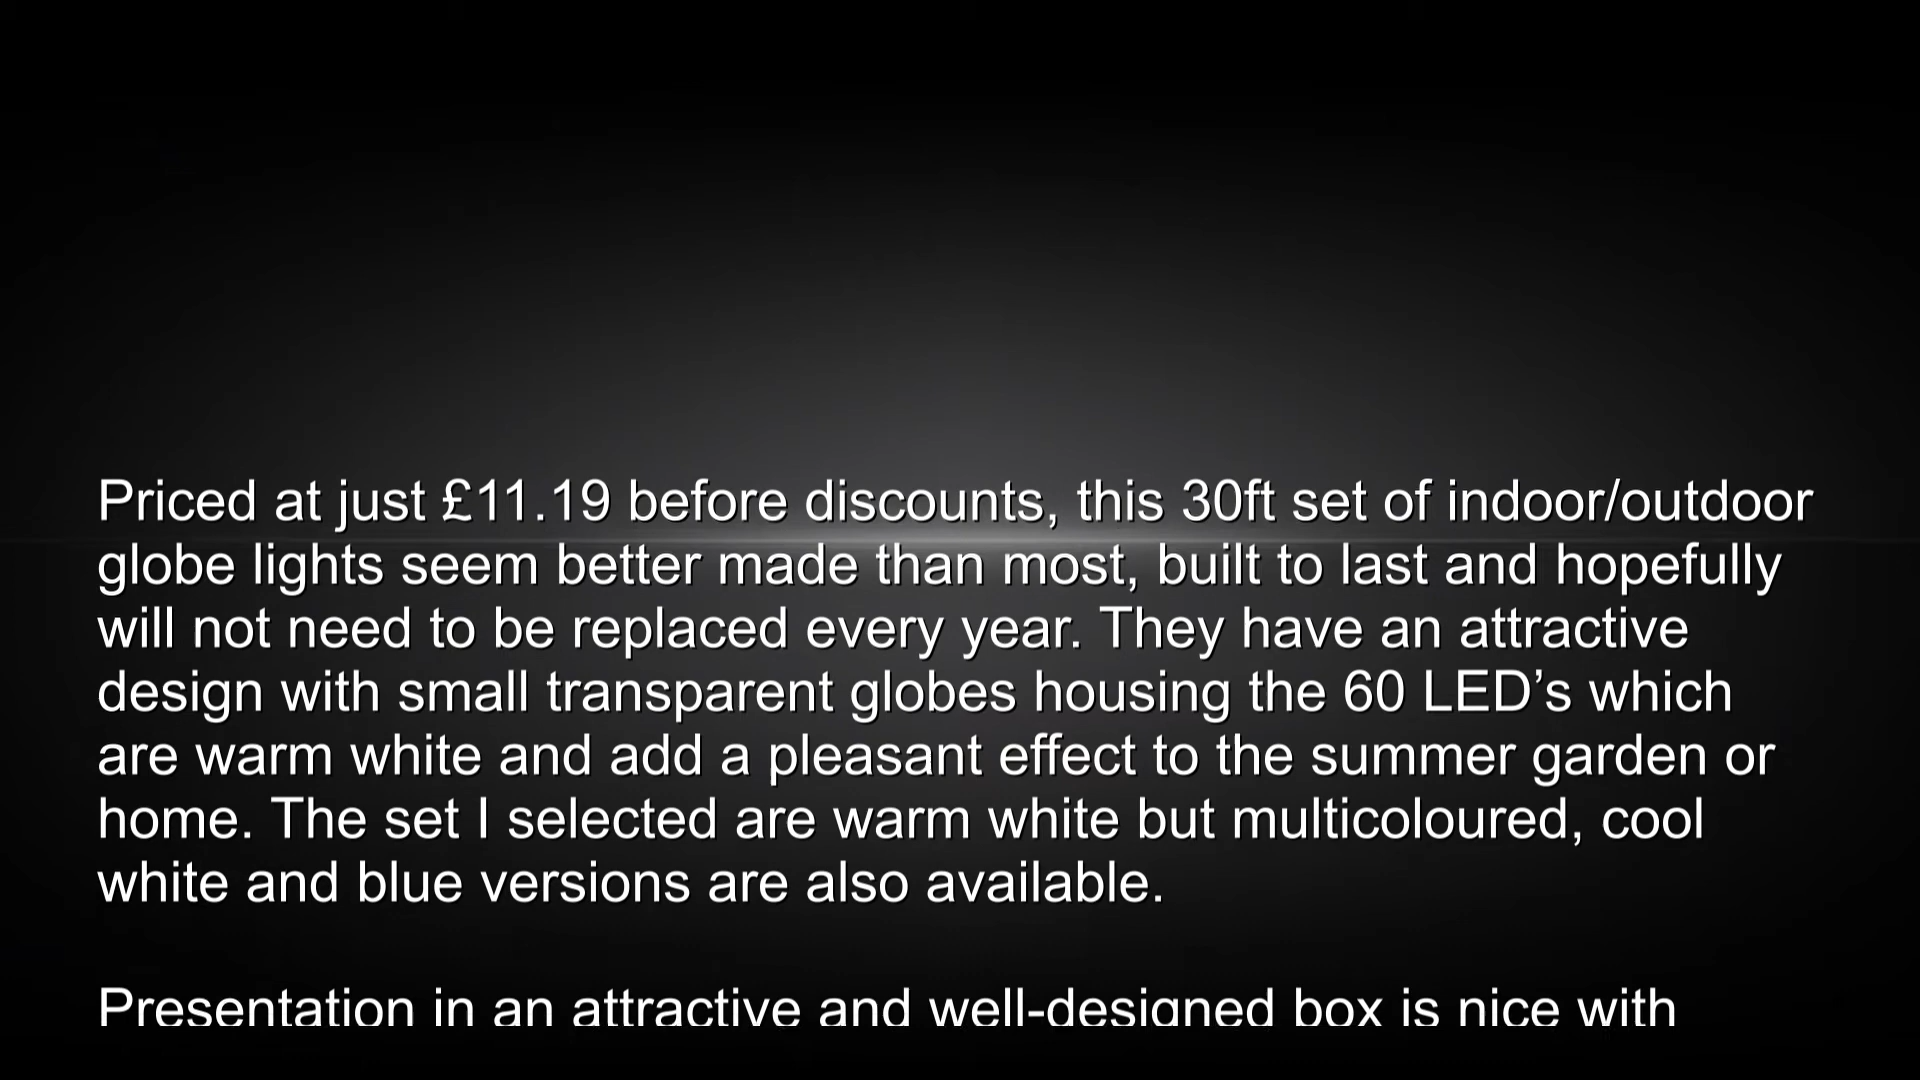 Priced at just £11.19 before discounts, this 30ft set of indoor/outdoor
globe lights seem better made than most, built to last and hopefully
will not need to be replaced every year. They have an attractive
design with small transparent globes housing the 60 LED’s which
are warm white and add a pleasant effect to the summer garden or
home. The set I selected are warm white but multicoloured, cool
white and blue versions are also available.
Presentation in an attractive and well-designed box is nice with